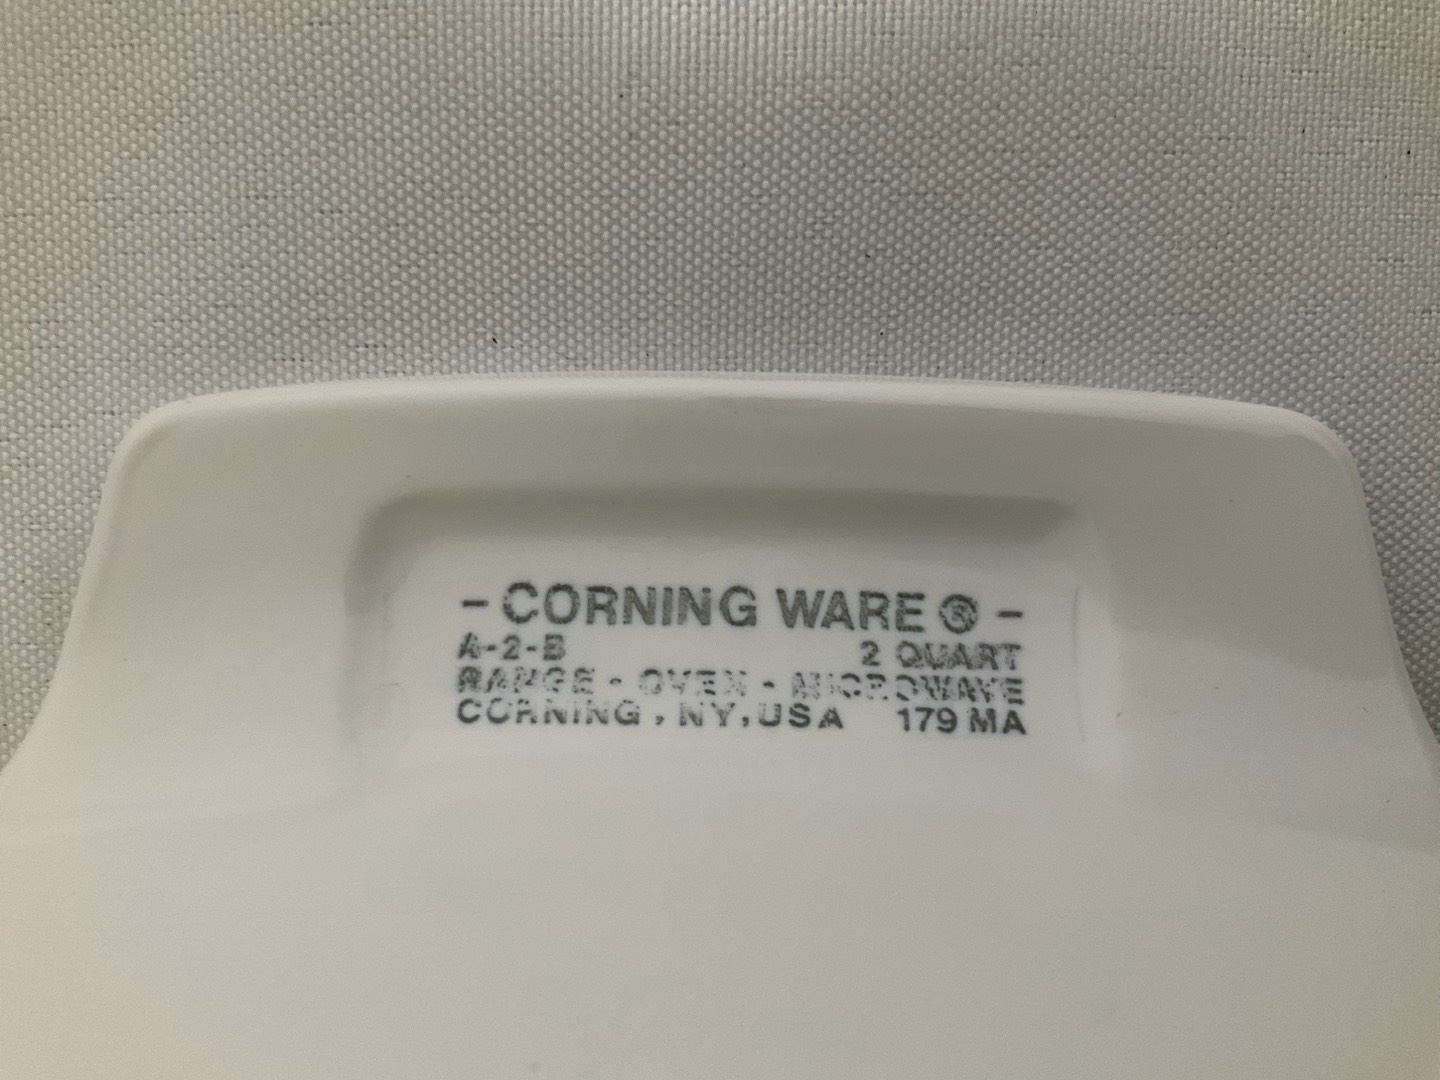 - CORNING WARE ® -
A-2-B 2 QUART
RANGE - OVEN - MICROWAVE
CORNING, NY, USA 179 MA